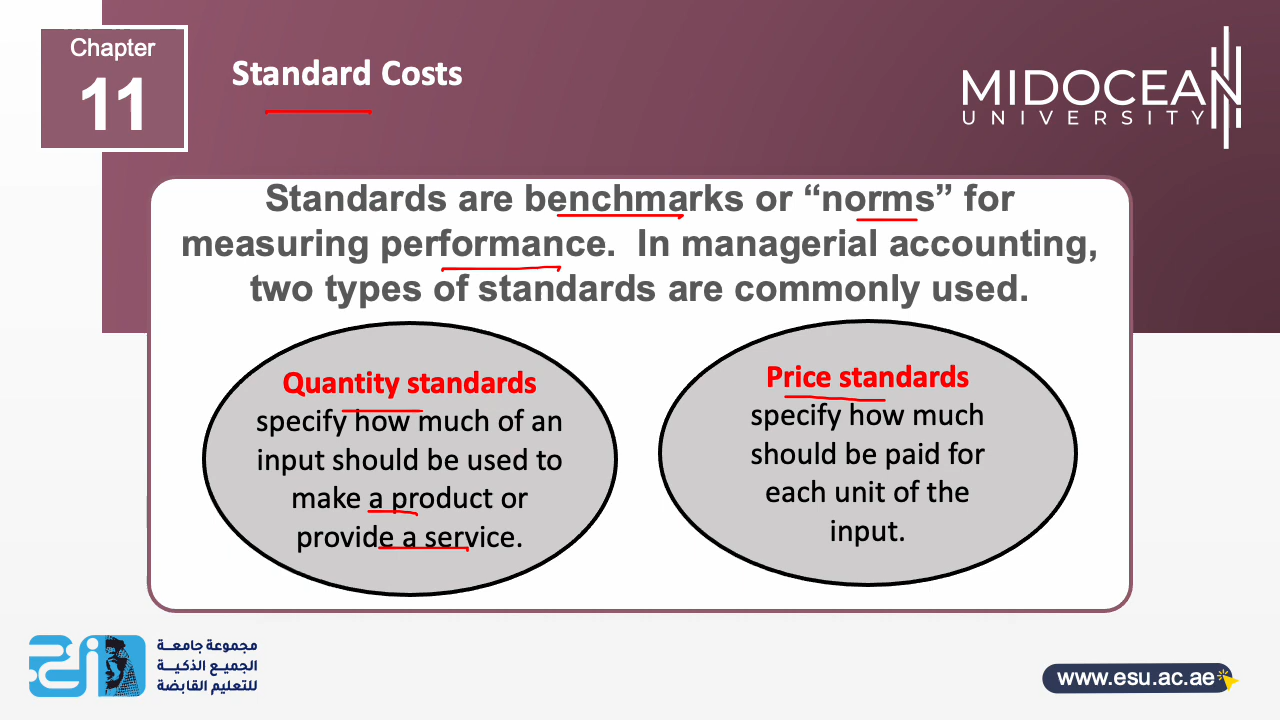 Chapter
11
Standard Costs
MIDOCEAN
UNIVERSITY
Standards are benchmarks or “norms” for
measuring performance. In managerial accounting,
two types of standards are commonly used.
Quantity standards
specify how much of an
input should be used to
make a product or
provide a service.
Price standards
specify how much
should be paid for
each unit of the
input.
مجموعة جامعة
الجميع الذكية
للتعليم القابضة
www.esu.ac.ae